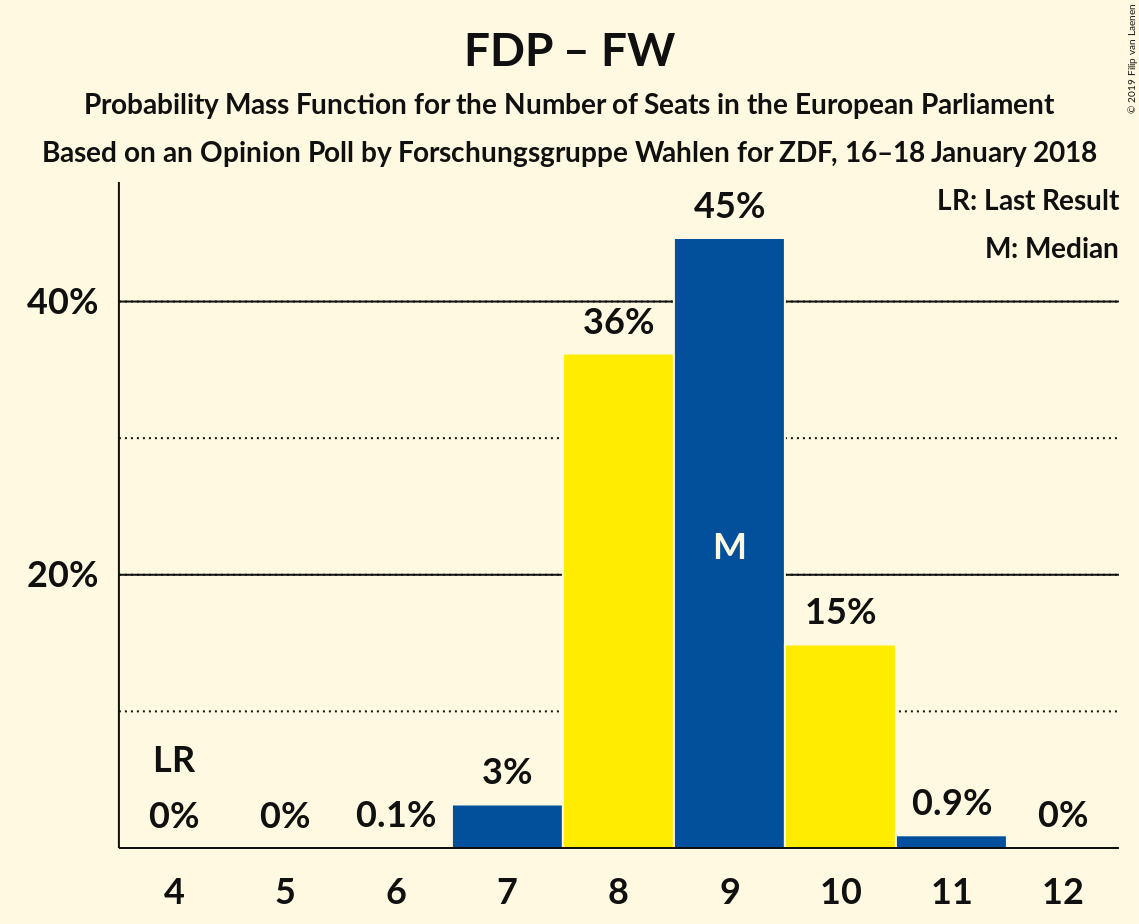 FDP – FW
Probability Mass Function for the Number of Seats in the European Parliament
Based on an Opinion Poll by Forschungsgruppe Wahlen for ZDF, 16–18 January 2018
© 2019 Filip van Laenen
LR: Last Result
M: Median
45%
40%
36%
M
20%
15%
LR
3%
0% 0% 0.1% 0.9% 0%
4 5 6 7 8 9 10 11 12